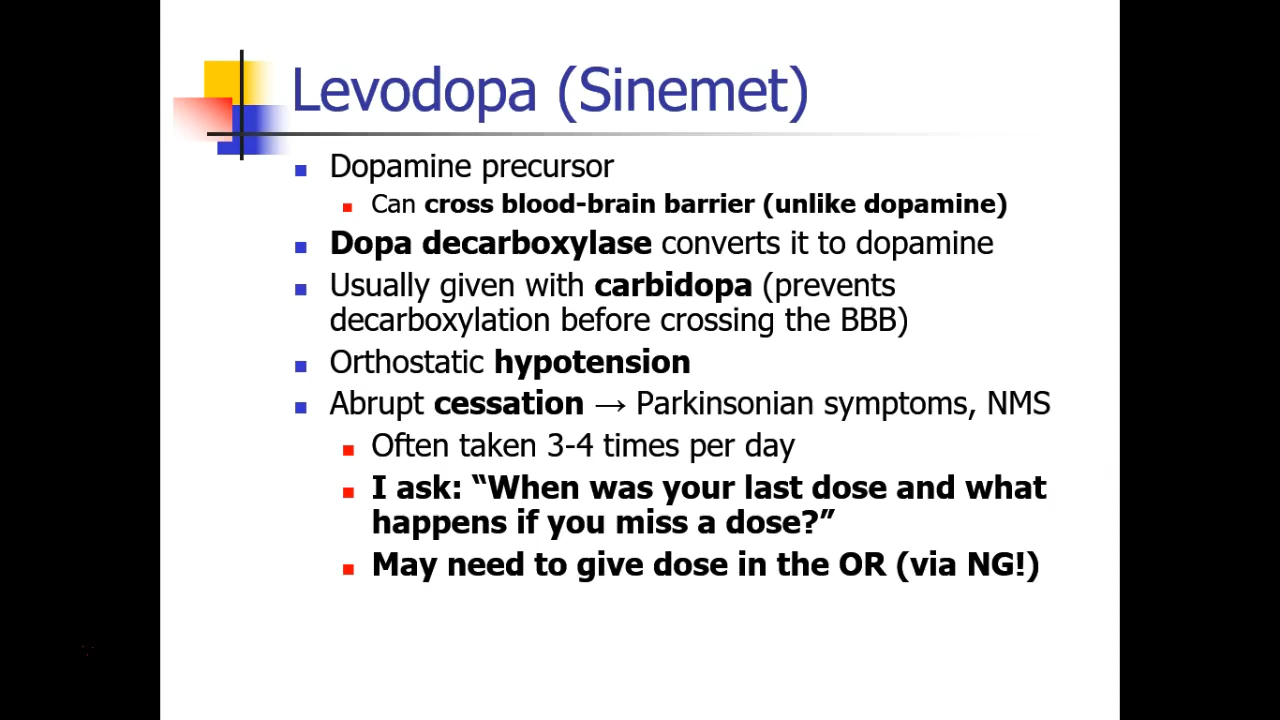 Levodopa (Sinemet)
Dopamine precursor
Can cross blood-brain barrier (unlike dopamine)
Dopa decarboxylase converts it to dopamine
Usually given with carbidopa (prevents
decarboxylation before crossing the BBB)
Orthostatic hypotension
Abrupt cessation → Parkinsonian symptoms, NMS
Often taken 3-4 times per day
I ask: “When was your last dose and what
happens if you miss a dose?”
May need to give dose in the OR (via NG!)